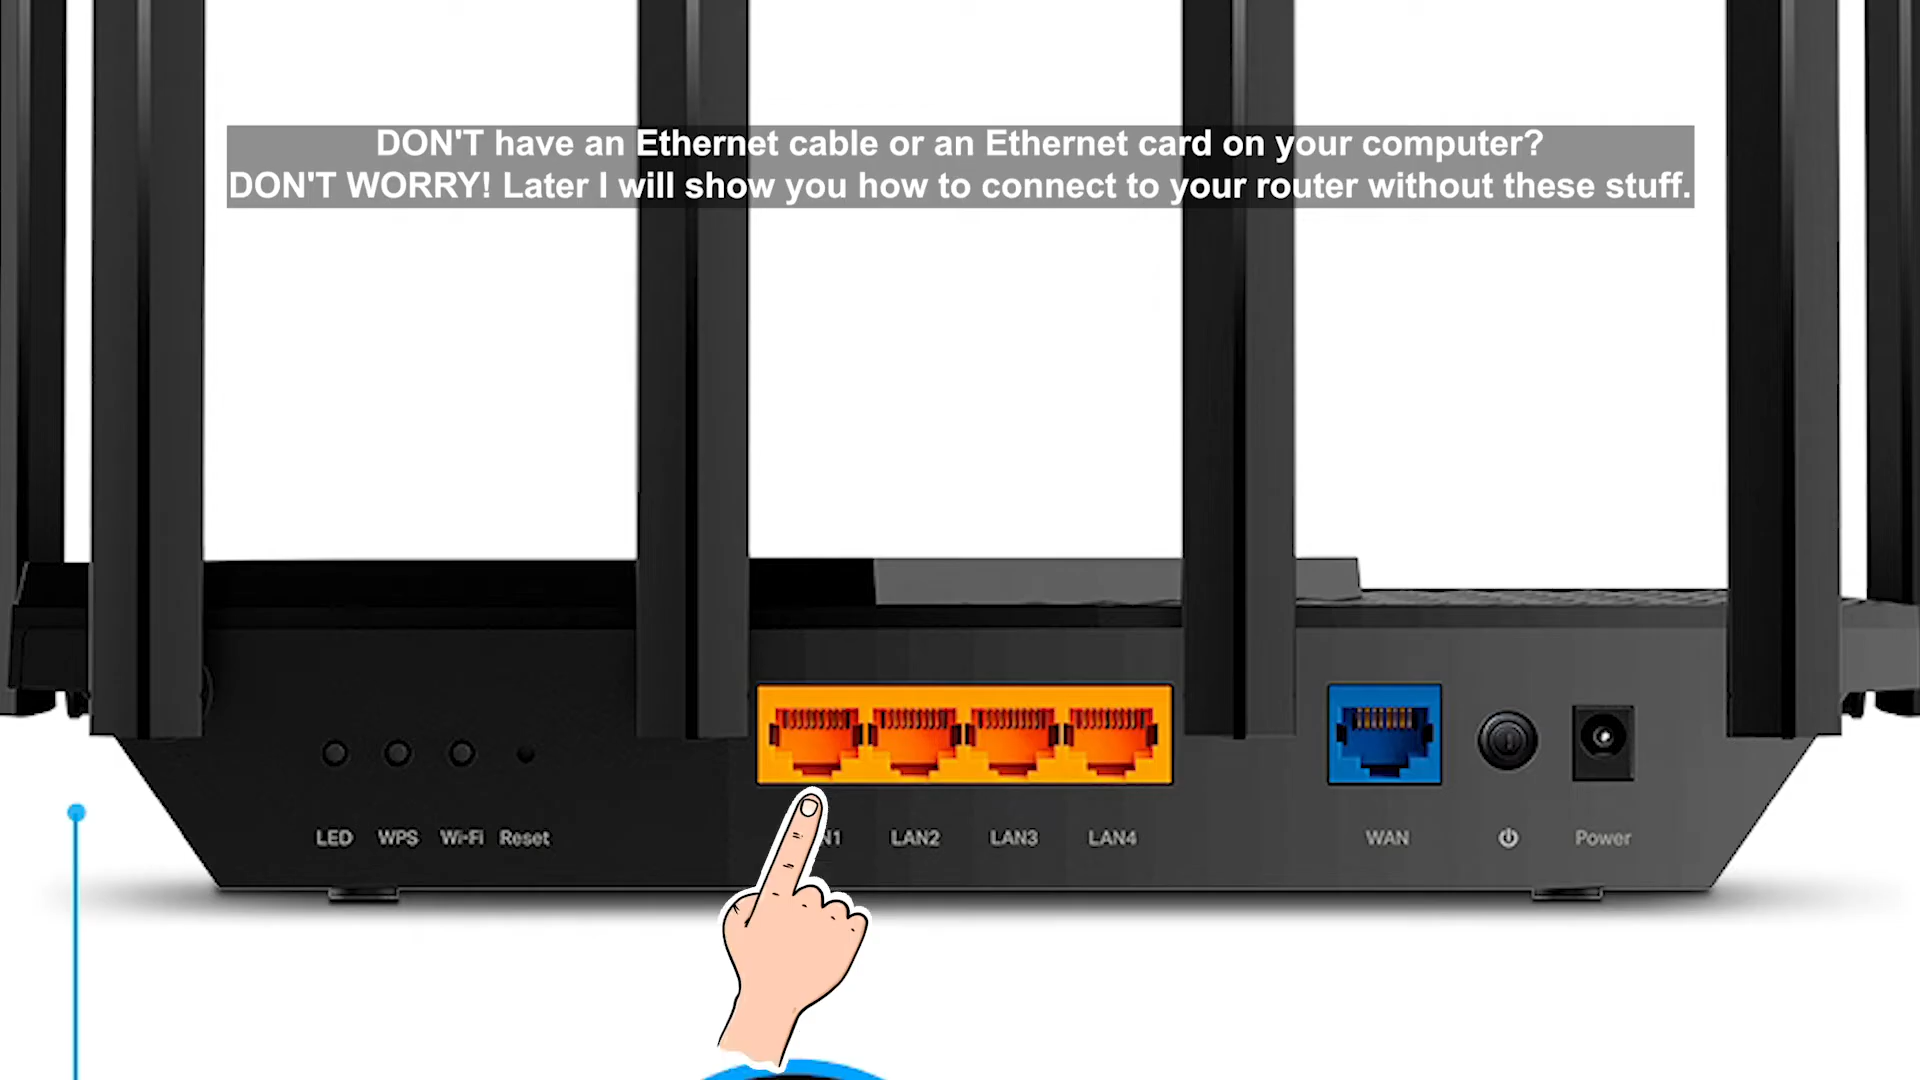 DON'T have an Ethernet cable or an Ethernet card on your computer?
DON'T WORRY! Later I will show you how to connect to your router without these stuff.
LED WPS Wi-Fi Reset LAN2 LAN3 LAN4 WAN Power